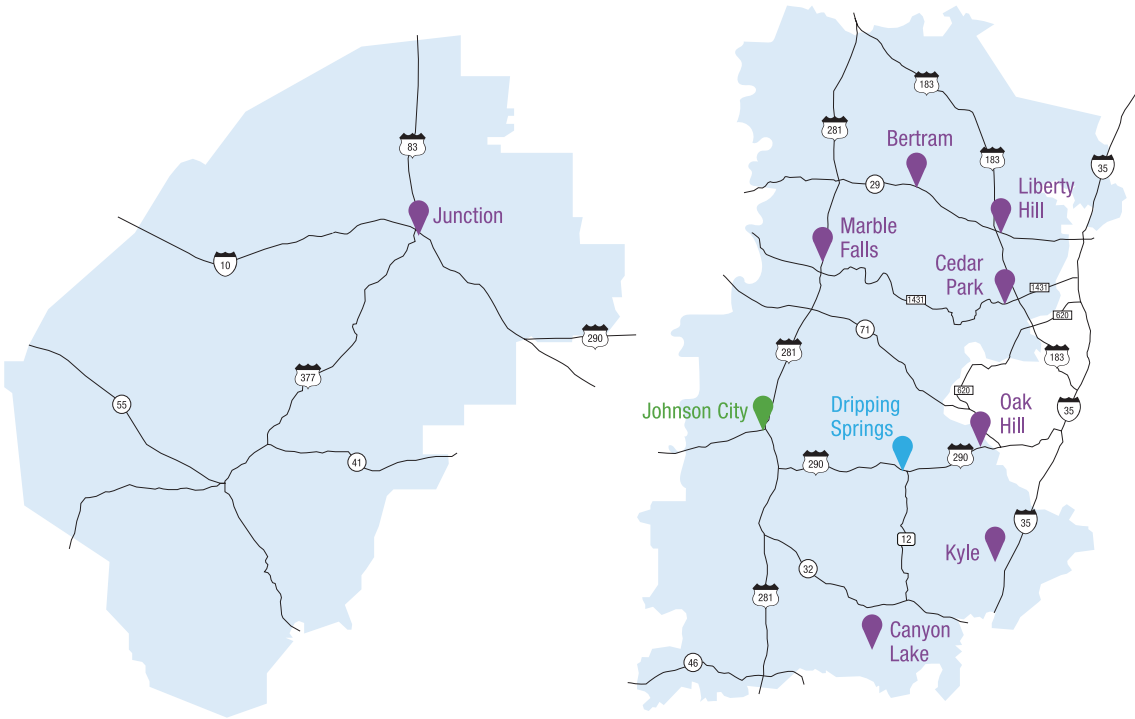 83
Junction
10
290
377
55
41
183
281
Bertram
183
35
29
Liberty
Hill
Marble
Falls
Cedar
Park
1431
1431
620
71
281
183
620
Johnson City
Dripping
Springs
Oak
Hill
35
290
290
35
12
Kyle
32
281
Canyon
Lake
46